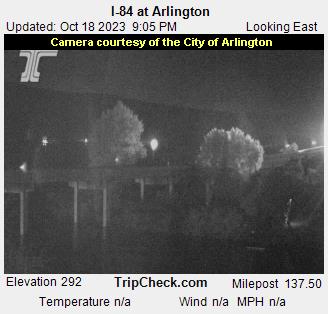 I-84 at Arlington
Updated: Oct 18 2023 9:05 PM Looking East
Camera courtesy of the City of Arlington
Elevation 292 TripCheck.com Milepost 137.50
Temperature n/a Wind n/a MPH n/a